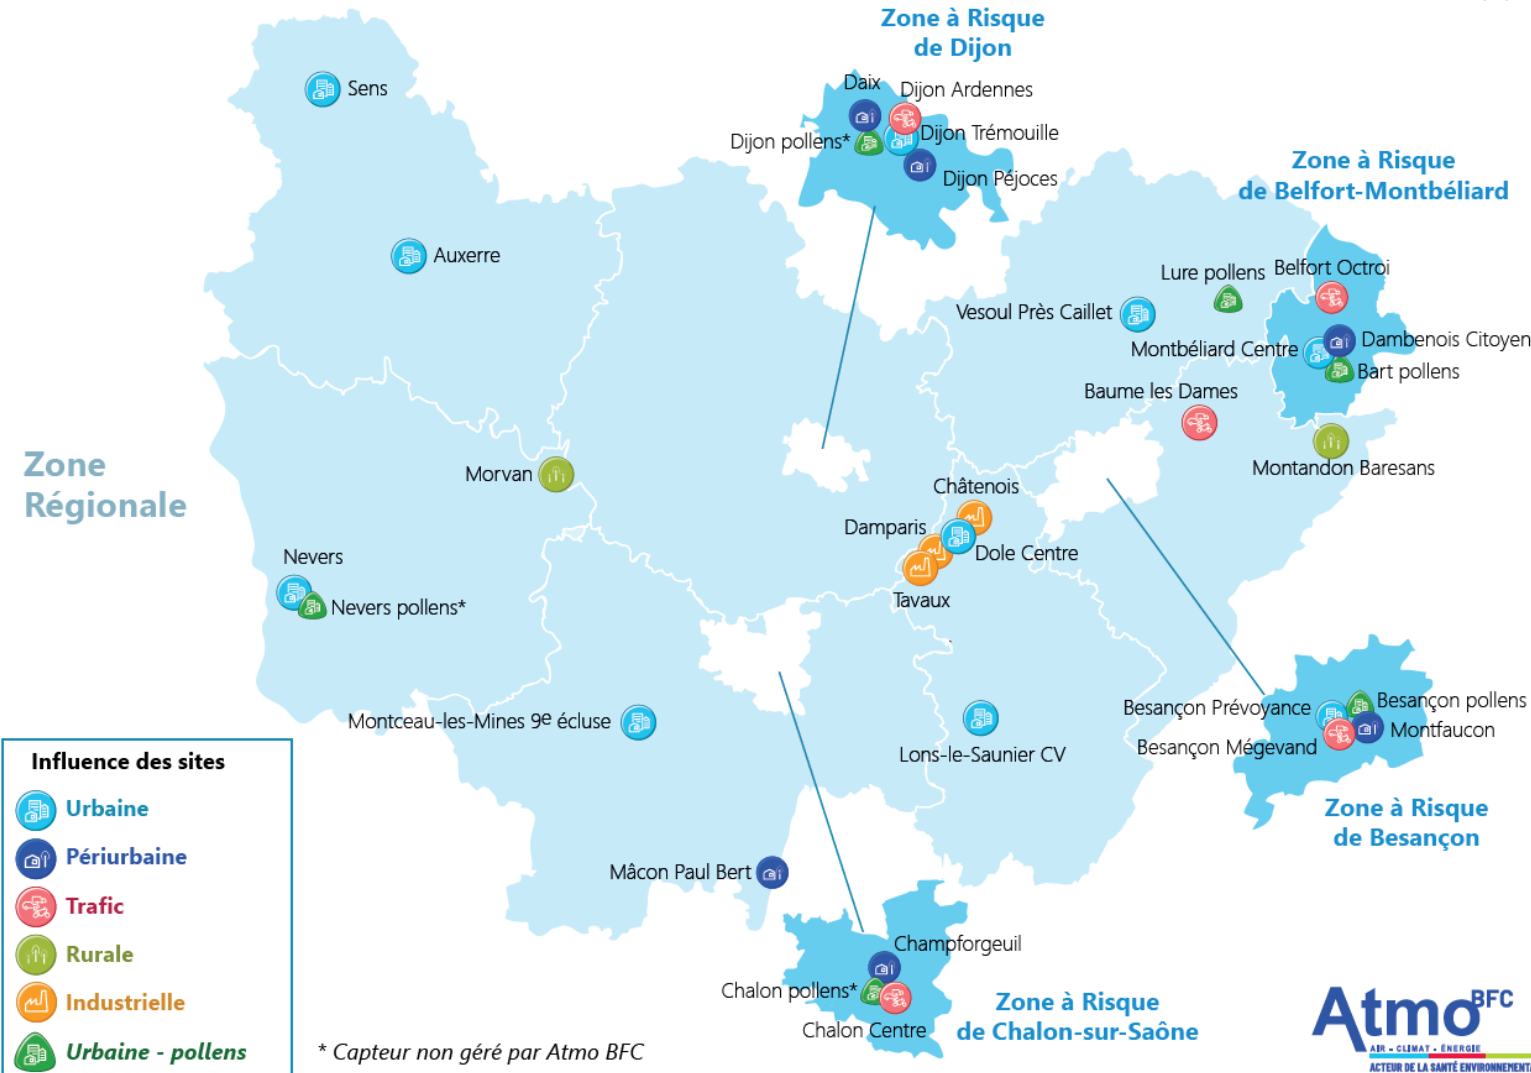 Zone à Risque
de Dijon
Sens
Daix
Dijon Ardennes
Dijon pollens*
Dijon Trémouille
Dijon Péjoces
Zone à Risque
de Belfort-Montbéliard
Auxerre
Lure pollens
Belfort Octroi
Vesoul Près Caillet
Montbéliard Centre
Dambenois Citoyen
Bart pollens
Baume les Dames
Montandon Baresans
Zone
Régionale
Morvan
Châtenois
Damparis
Dole Centre
Tavaux
Nevers
Nevers pollens*
Montceau-les-Mines 9e écluse
Lons-le-Saunier CV
Besançon Prévoyance
Besançon pollens
Montfaucon
Besançon Mégevand
Zone à Risque
de Besançon
Mâcon Paul Bert
Champforgeuil
Chalon pollens*
Chalon Centre
Zone à Risque
de Chalon-sur-Saône
Influence des sites
Urbaine
Périurbaine
Trafic
Rurale
Industrielle
Urbaine - pollens
* Capteur non géré par Atmo BFC
Atmo BFC
AIR - CLIMAT - ÉNERGIE
ACTEUR DE LA SANTÉ ENVIRONNEMENT